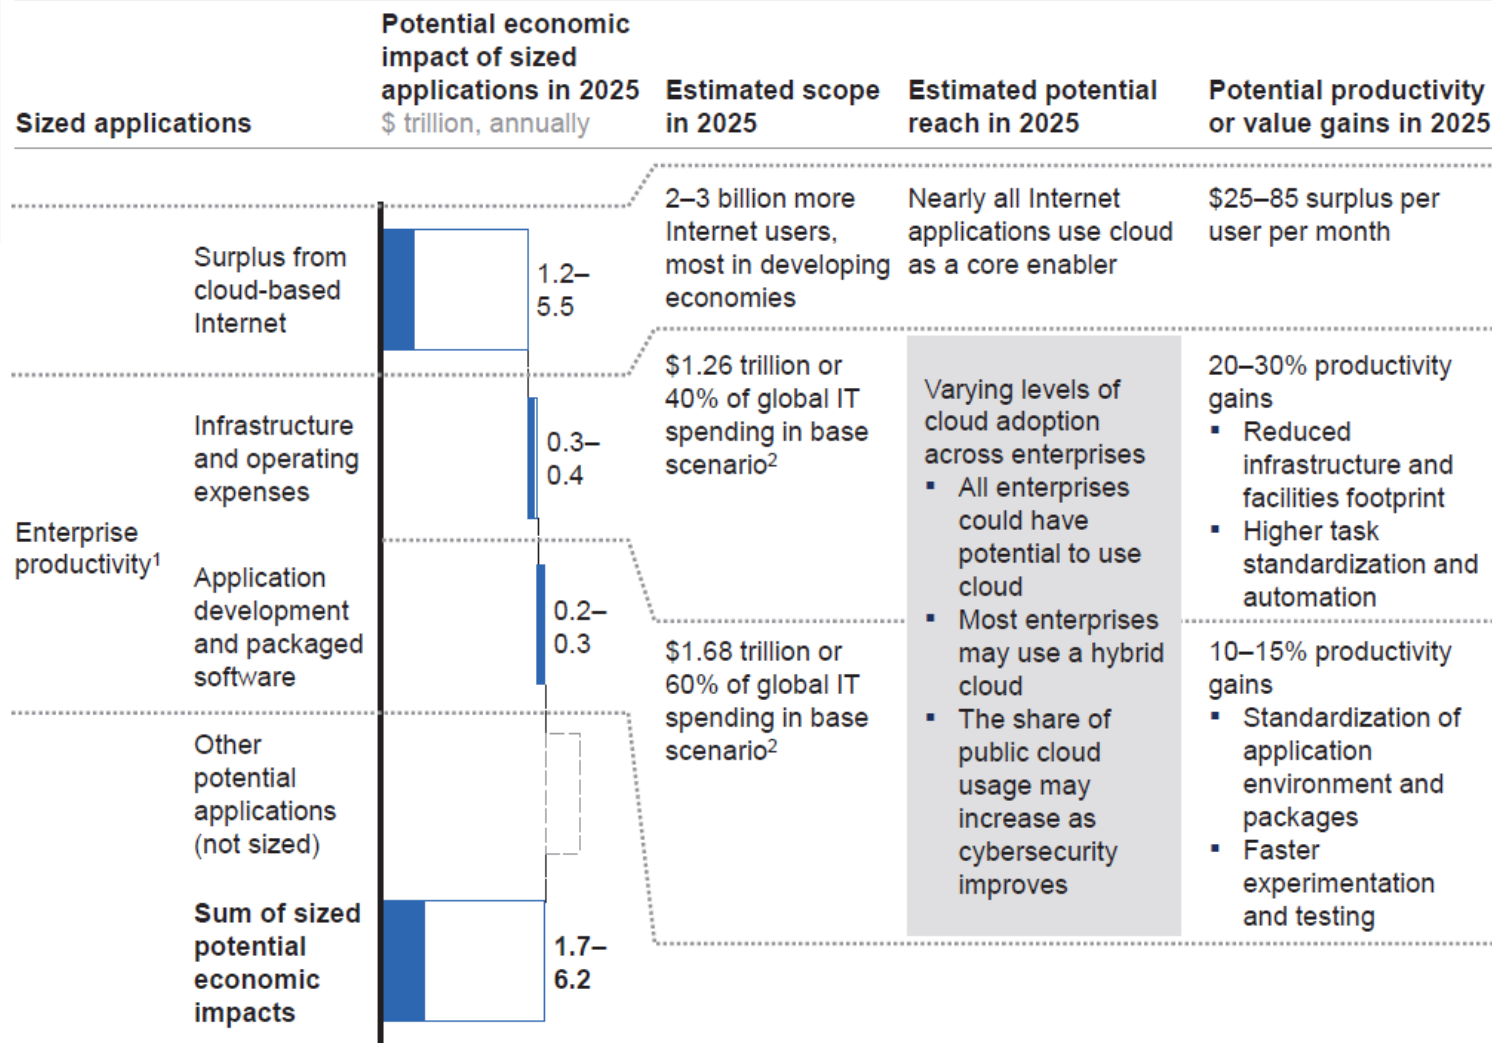 Sized applications
Potential economic
impact of sized
applications in 2025
$ trillion, annually
Estimated scope
in 2025
Estimated potential
reach in 2025
Potential productivity
or value gains in 2025
Surplus from
cloud-based
Internet
1.2–
5.5
2–3 billion more
Internet users,
most in developing
economies
Nearly all Internet
applications use cloud
as a core enabler
$25–85 surplus per
user per month
Enterprise
productivity¹
Infrastructure
and operating
expenses
0.3–
0.4
$1.26 trillion or
40% of global IT
spending in base
scenario²
Varying levels of
cloud adoption
across enterprises
▪ All enterprises
could have
potential to use
cloud
▪ Most enterprises
may use a hybrid
cloud
▪ The share of
public cloud
usage may
increase as
cybersecurity
improves
20–30% productivity
gains
▪ Reduced
infrastructure and
facilities footprint
▪ Higher task
standardization and
automation
Application
development
and packaged
software
0.2–
0.3
$1.68 trillion or
60% of global IT
spending in base
scenario²
10–15% productivity
gains
▪ Standardization of
application
environment and
packages
▪ Faster
experimentation
and testing
Other
potential
applications
(not sized)
Sum of sized
potential
economic
impacts
1.7–
6.2